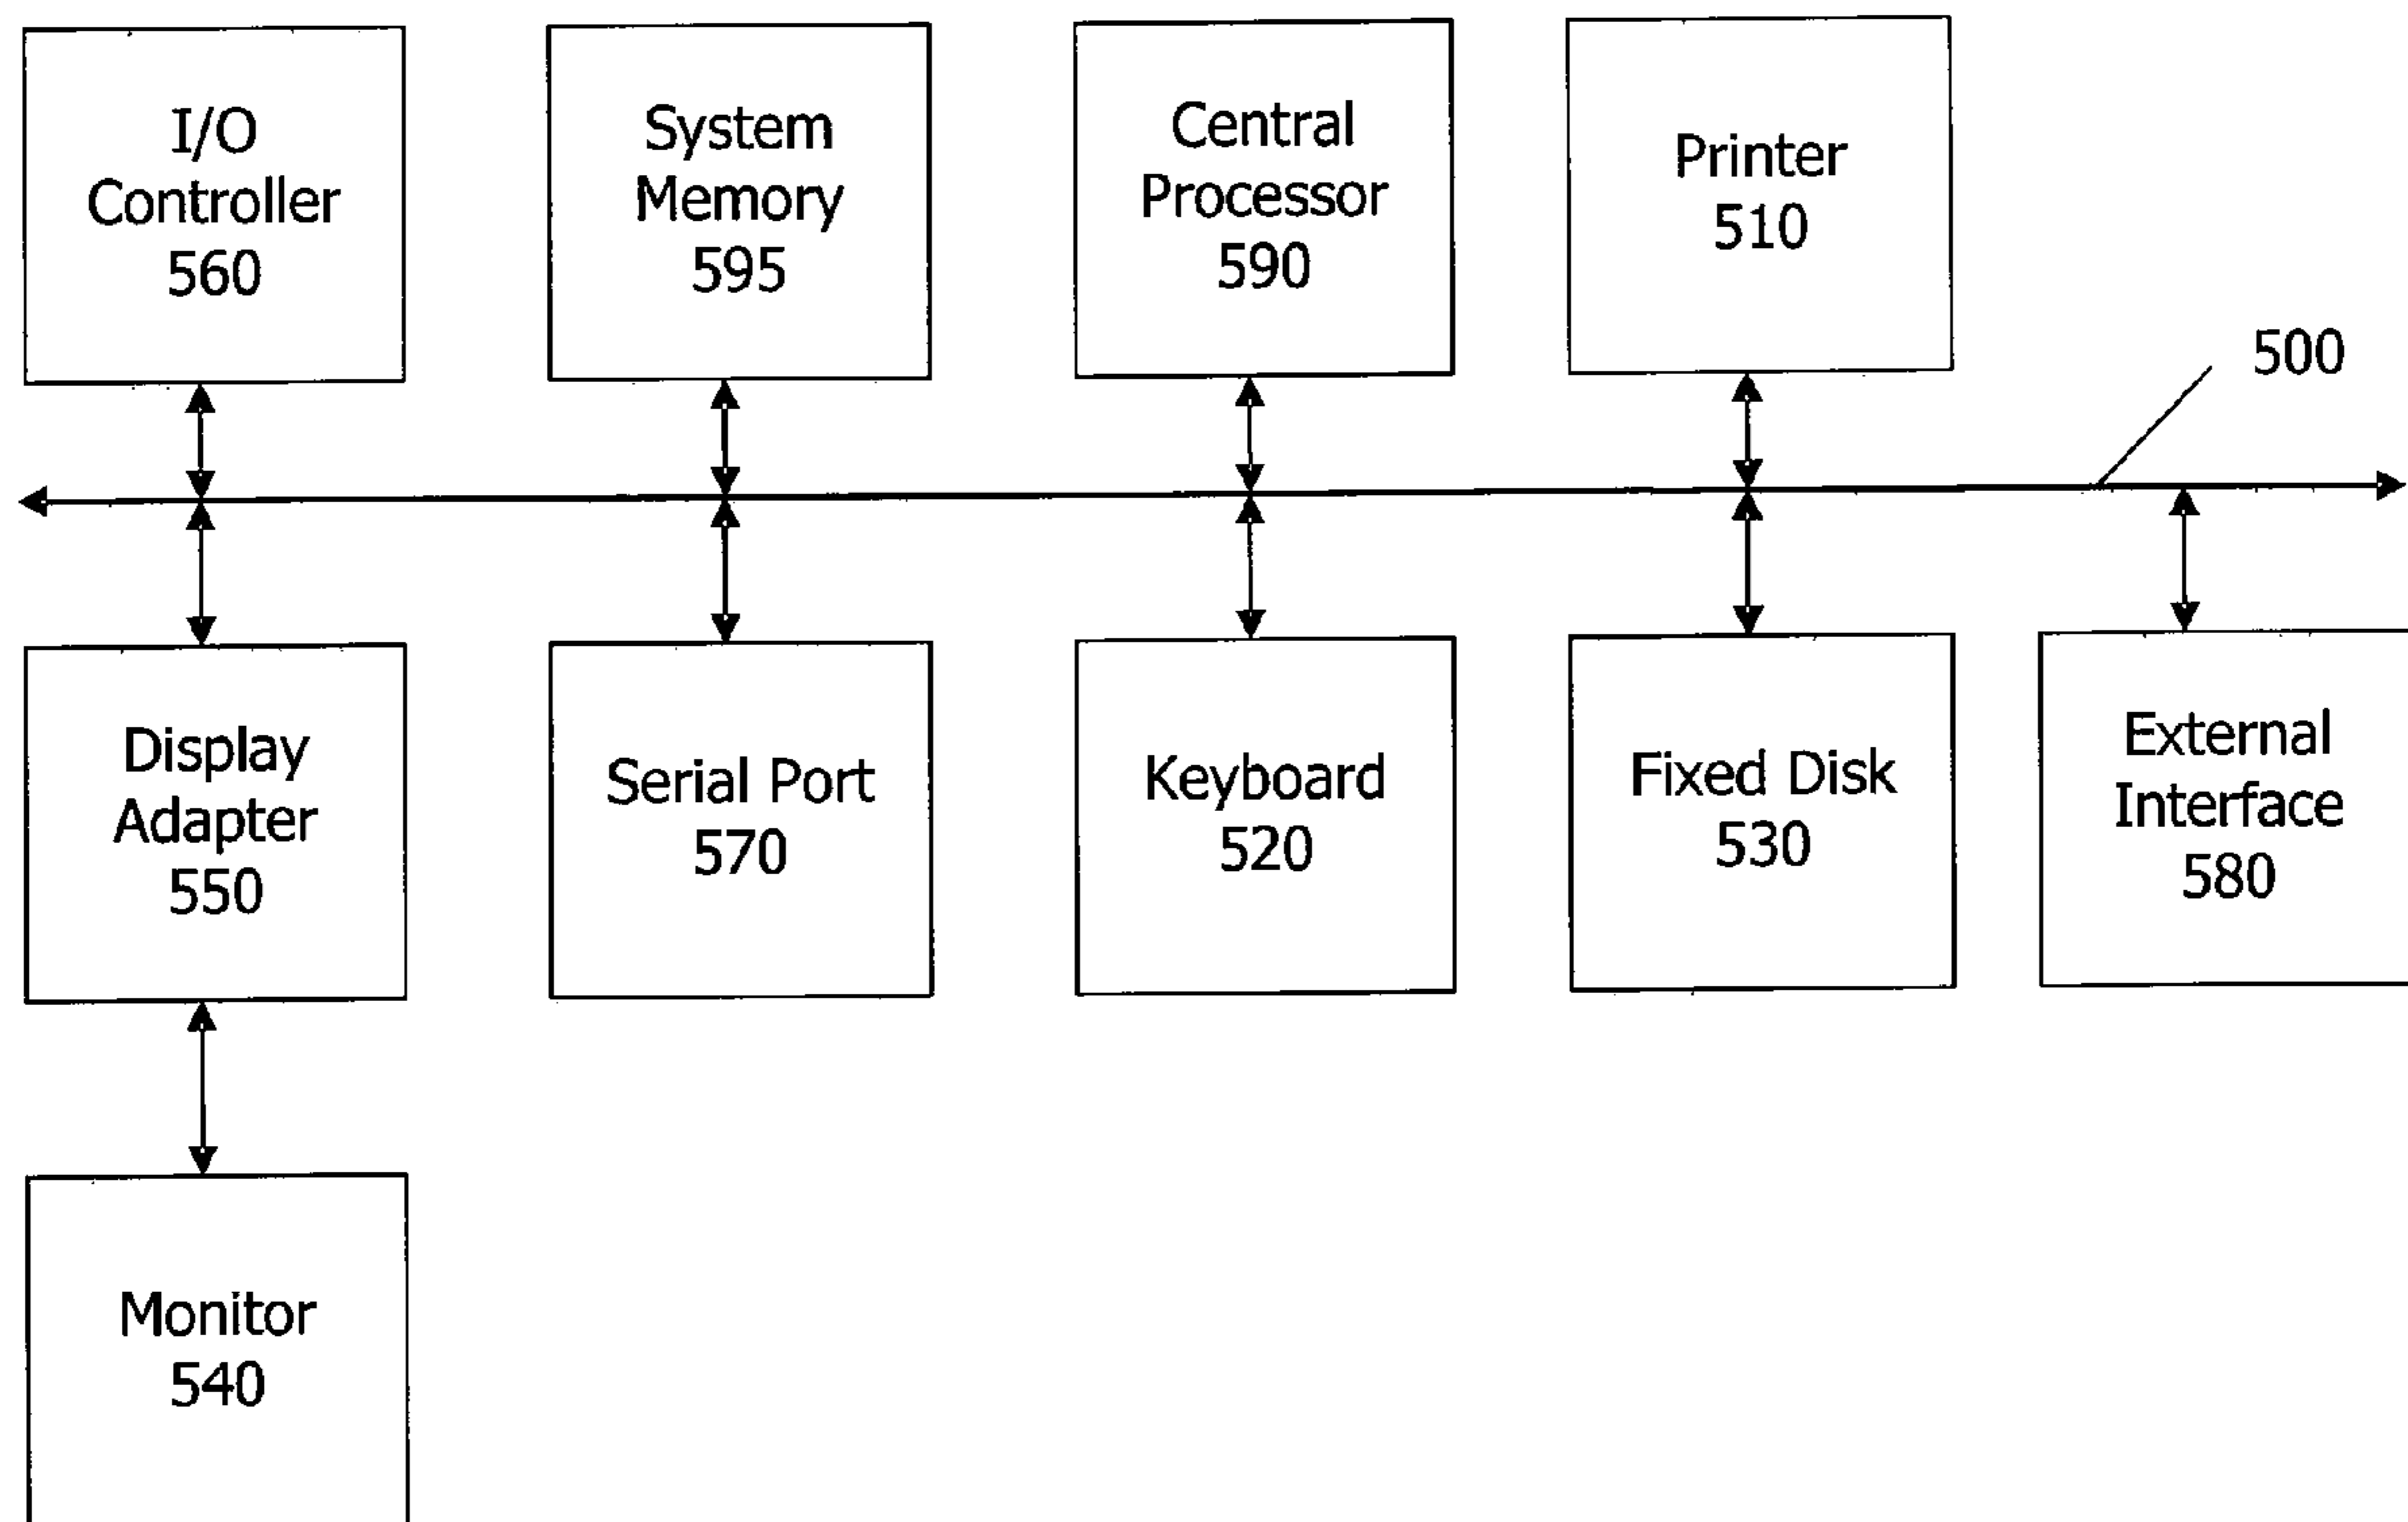 I/O
Controller
560
System
Memory
595
Central
Processor
590
Printer
510
500
Display
Adapter
550
Serial Port
570
Keyboard
520
Fixed Disk
530
External
Interface
580
Monitor
540